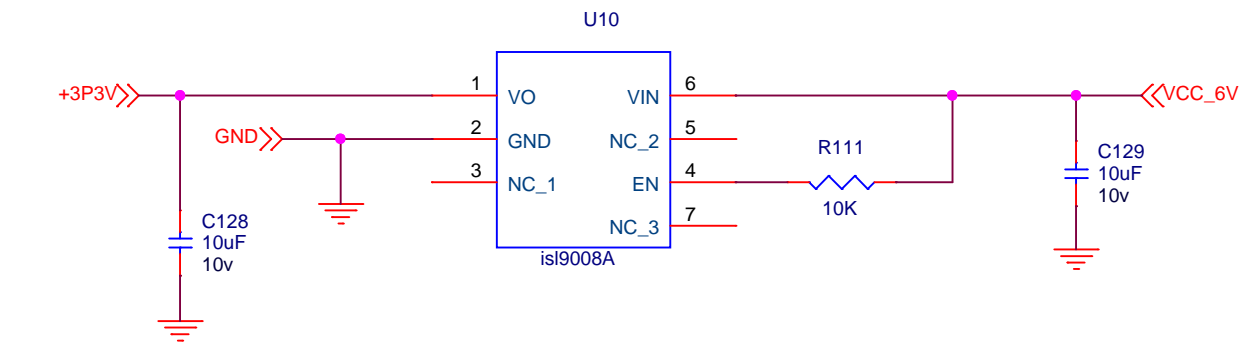 U10
+3P3V
1
VO
VIN
6
VCC_6V
GND
2
GND
NC_2
5
R111
C129
10uF
10v
3
NC_1
EN
4
10K
C128
10uF
10v
NC_3
7
isl9008A